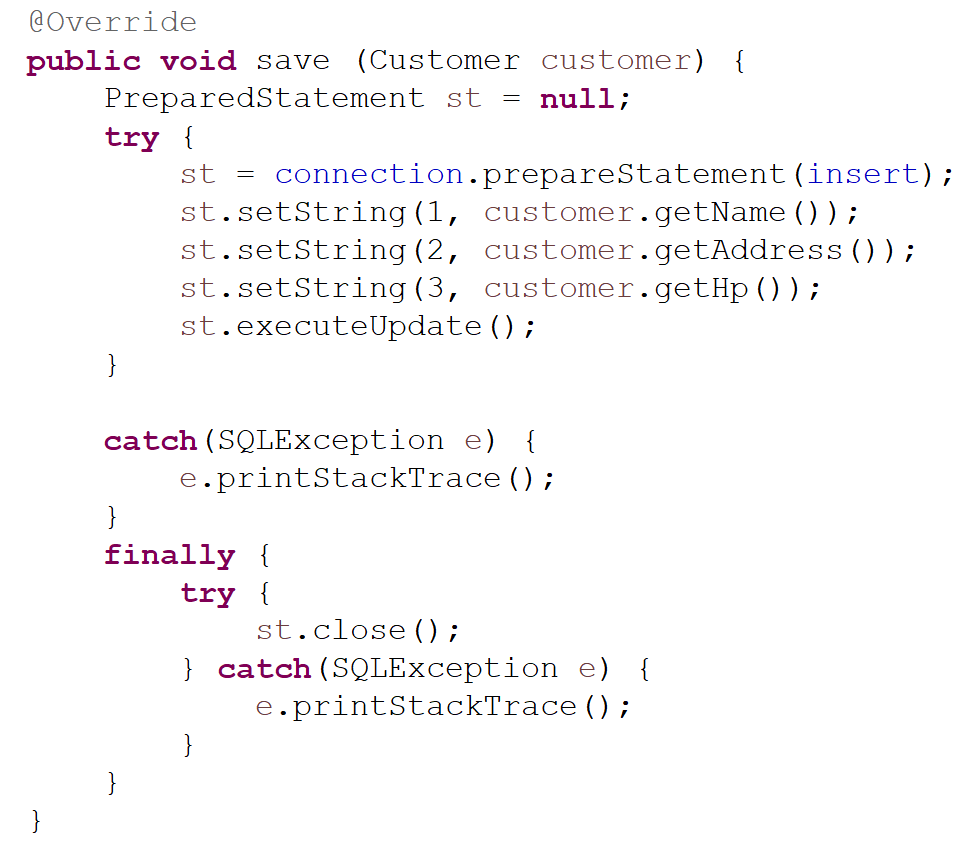 @Override
public void save (Customer customer) {
PreparedStatement st = null;
try {
st = connection.prepareStatement(insert);
st.setString(1, customer.getName());
st.setString(2, customer.getAddress());
st.setString(3, customer.getHp());
st.executeUpdate();
}
catch(SQLException e) {
e.printStackTrace();
}
finally {
try {
st.close();
} catch(SQLException e) {
e.printStackTrace();
}
}
}